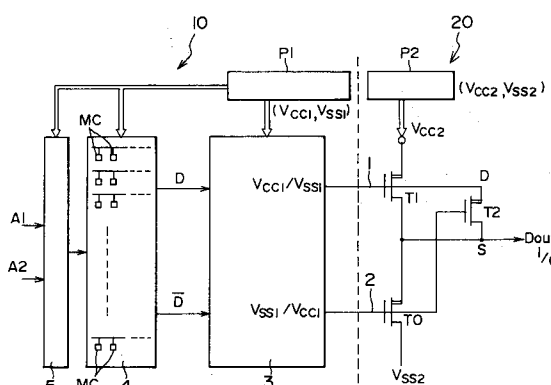 10
P1
P2
20
(VCC1, VSS1)
(VCC2, VSS2)
VCC2
MC
D
VCC1/VSS1
1
D
T1
T2
A1
A2
S
Dou
D̅
VSS1/VCC1
2
T0
MC
4
3
VSS2